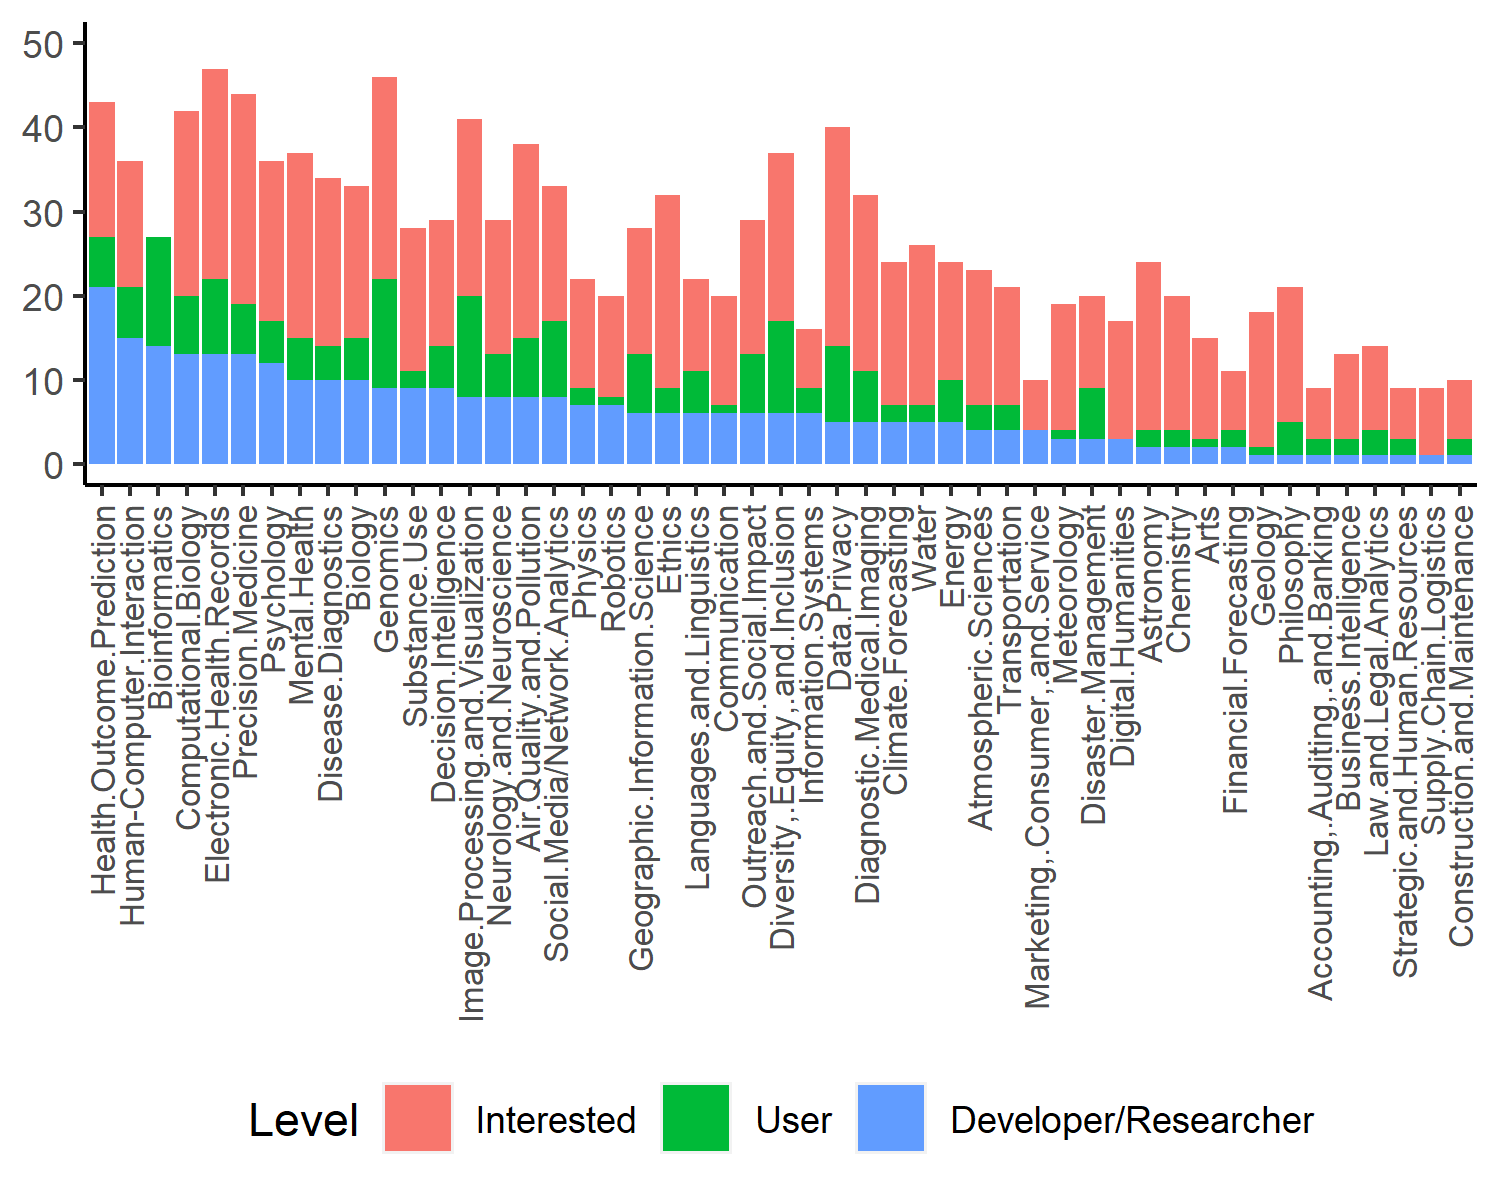 50
40
30
20
10
0
Health.Outcome.Prediction
Human-Computer.Interaction
Bioinformatics
Computational.Biology
Electronic.Health.Records
Precision.Medicine
Psychology
Mental.Health
Disease.Diagnostics
Biology
Genomics
Substance.Use
Decision.Intelligence
Image.Processing.and.Visualization
Neurology.and.Neuroscience
Air.Quality.and.Pollution
Social.Media/Network.Analytics
Physics
Robotics
Geographic.Information.Science
Ethics
Languages.and.Linguistics
Communication
Outreach.and.Social.Impact
Diversity,.Equity,.and.Inclusion
Information.Systems
Data.Privacy
Diagnostic.Medical.Imaging
Climate.Forecasting
Water
Energy
Atmospheric.Sciences
Transportation
Marketing,.Consumer,.and.Service
Meteorology
Disaster.Management
Digital.Humanities
Astronomy
Chemistry
Arts
Financial.Forecasting
Geology
Philosophy
Accounting,.Auditing,.and.Banking
Business.Intelligence
Law.and.Legal.Analytics
Strategic.and.Human.Resources
Supply.Chain.Logistics
Construction.and.Maintenance
Level Interested User Developer/Researcher